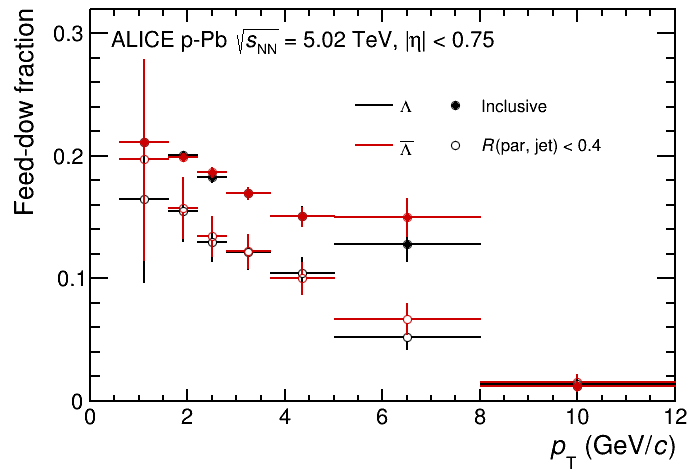 Feed-dow fraction
0.3
0.2
0.1
0
ALICE p-Pb √sNN = 5.02 TeV, |η| < 0.75
Λ Inclusive
Λ̅ R(par, jet) < 0.4
0 2 4 6 8 10 12
pT (GeV/c)